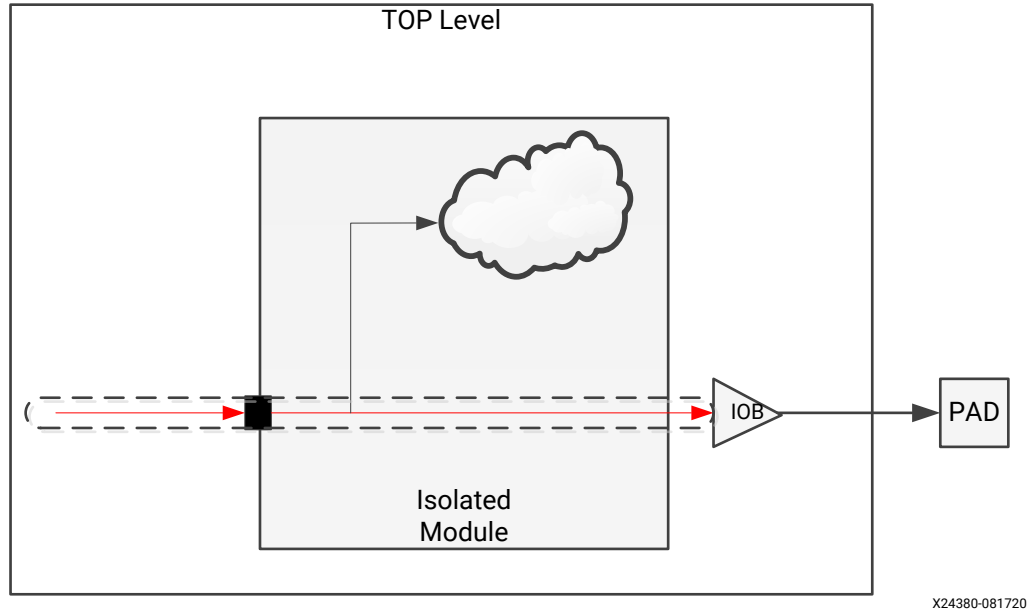 TOP Level
IOB
PAD
Isolated
Module
X24380-081720